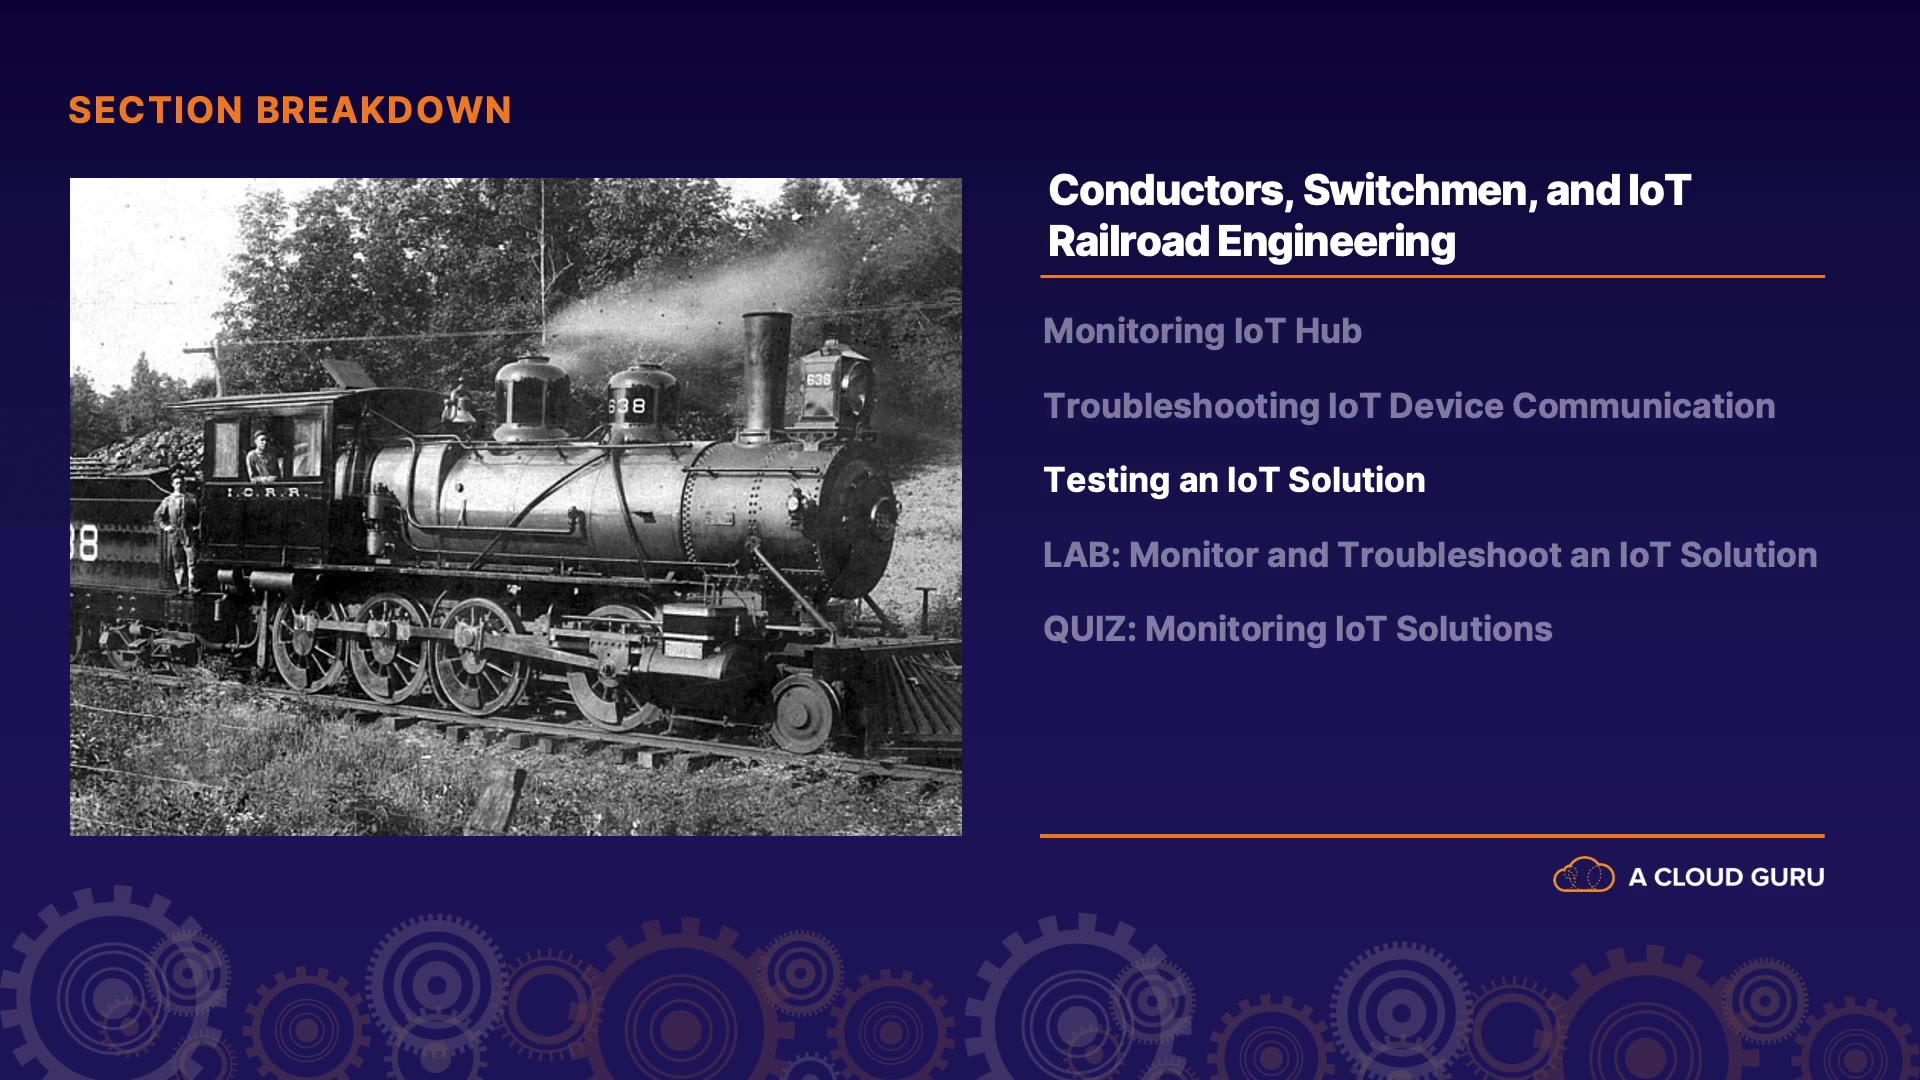 SECTION BREAKDOWN
Conductors, Switchmen, and IoT
Railroad Engineering
Monitoring IoT Hub
Troubleshooting IoT Device Communication
Testing an IoT Solution
LAB: Monitor and Troubleshoot an IoT Solution
QUIZ: Monitoring IoT Solutions
638
638
I.C.R.R.
38
A CLOUD GURU